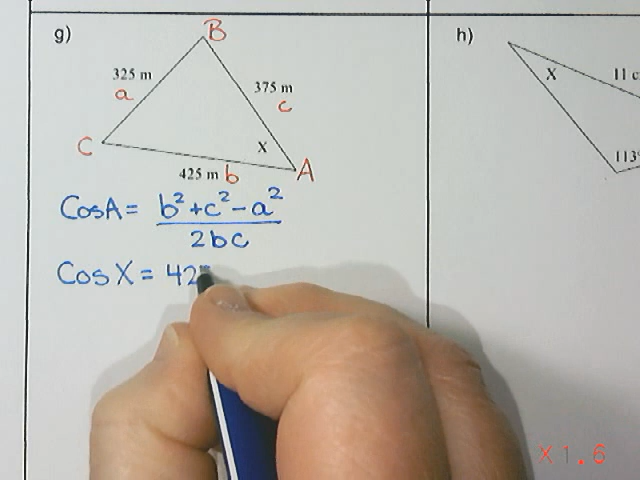 g)
B
325 m
a
375 m
c
C
x
A
425 m b
CosA = b²+c²-a² / 2bc
Cos X = 42
h)
X
11 c
113°
×1.6